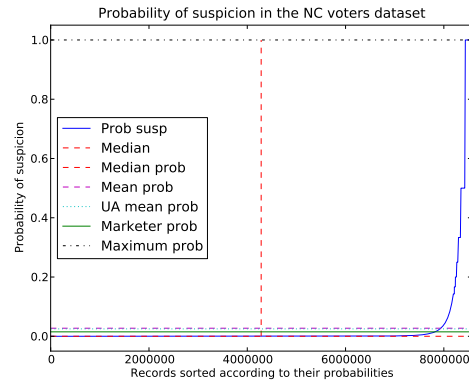 Probability of suspicion in the NC voters dataset
Probability of suspicion
1.0
0.8
0.6
0.4
0.2
0.0
Prob susp
Median
Median prob
Mean prob
UA mean prob
Marketer prob
Maximum prob
0 2000000 4000000 6000000 8000000
Records sorted according to their probabilities